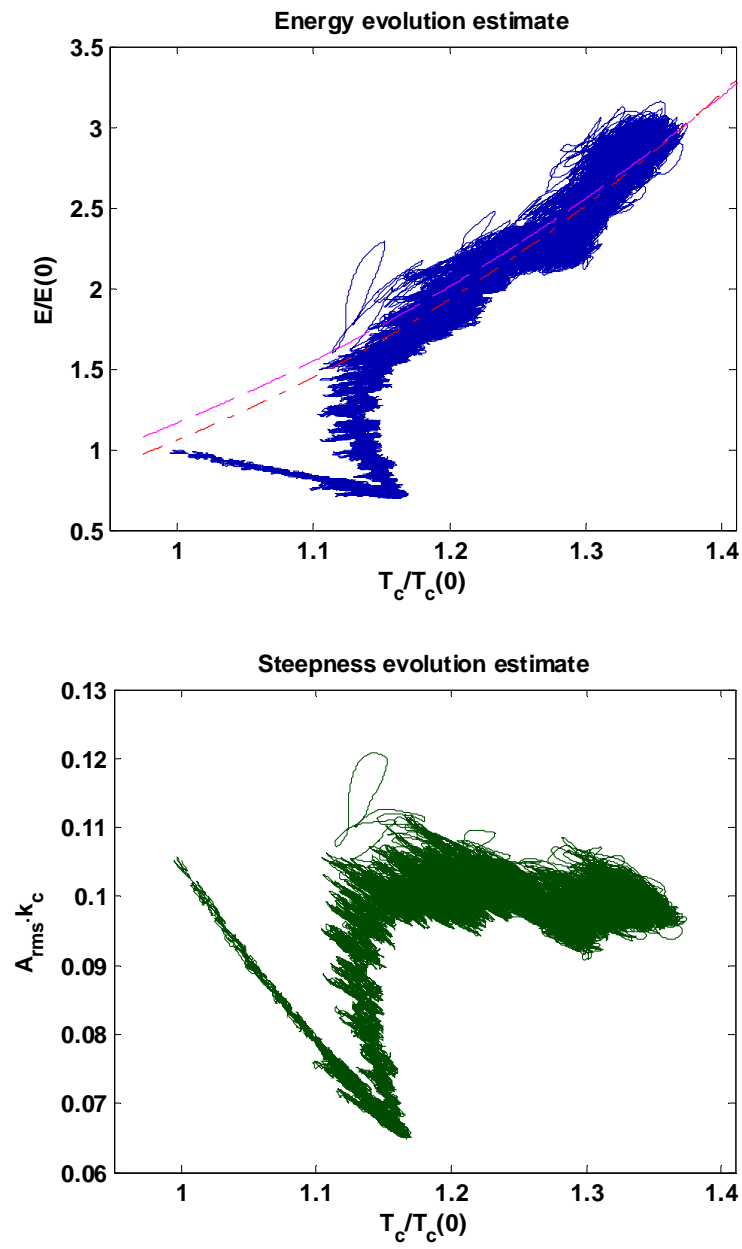 Energy evolution estimate
3.5
3
2.5
2
1.5
1
0.5
E/E(0)
1 1.1 1.2 1.3 1.4
T_c/T_c(0)
Steepness evolution estimate
0.13
0.12
0.11
0.1
0.09
0.08
0.07
0.06
A_rms·k_c
1 1.1 1.2 1.3 1.4
T_c/T_c(0)